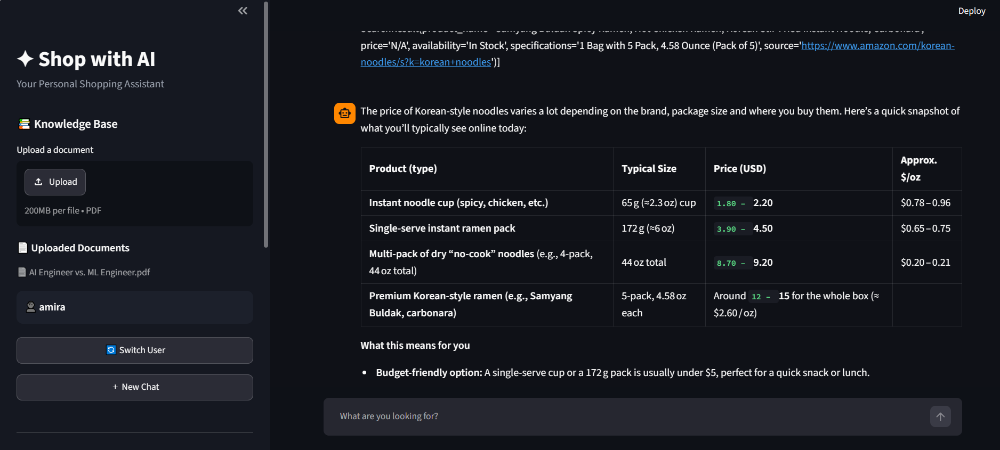 Deploy
✦ Shop with AI
Your Personal Shopping Assistant
📚 Knowledge Base
Upload a document
Upload
200MB per file • PDF
📄 Uploaded Documents
AI Engineer vs. ML Engineer.pdf
amira
🔄 Switch User
+ New Chat
price='N/A', availability='In Stock', specifications='1 Bag with 5 Pack, 4.58 Ounce (Pack of 5)', source='https://www.amazon.com/korean-
noodles/s?k=korean+noodles')]
The price of Korean-style noodles varies a lot depending on the brand, package size and where you buy them. Here’s a quick snapshot of
what you’ll typically see online today:
Product (type) Typical Size Price (USD) Approx. $/oz
Instant noodle cup (spicy, chicken, etc.) 65 g (≈2.3 oz) cup 1.80 – 2.20 $0.78 – 0.96
Single-serve instant ramen pack 172 g (≈6 oz) 3.90 – 4.50 $0.65 – 0.75
Multi-pack of dry “no-cook” noodles (e.g., 4-pack,
44 oz total) 44 oz total 8.70 – 9.20 $0.20 – 0.21
Premium Korean-style ramen (e.g., Samyang
Buldak, carbonara) 5-pack, 4.58 oz each Around 12 – 15 for the whole box (≈ $2.60 / oz)
What this means for you
• Budget-friendly option: A single-serve cup or a 172 g pack is usually under $5, perfect for a quick snack or lunch.
What are you looking for?